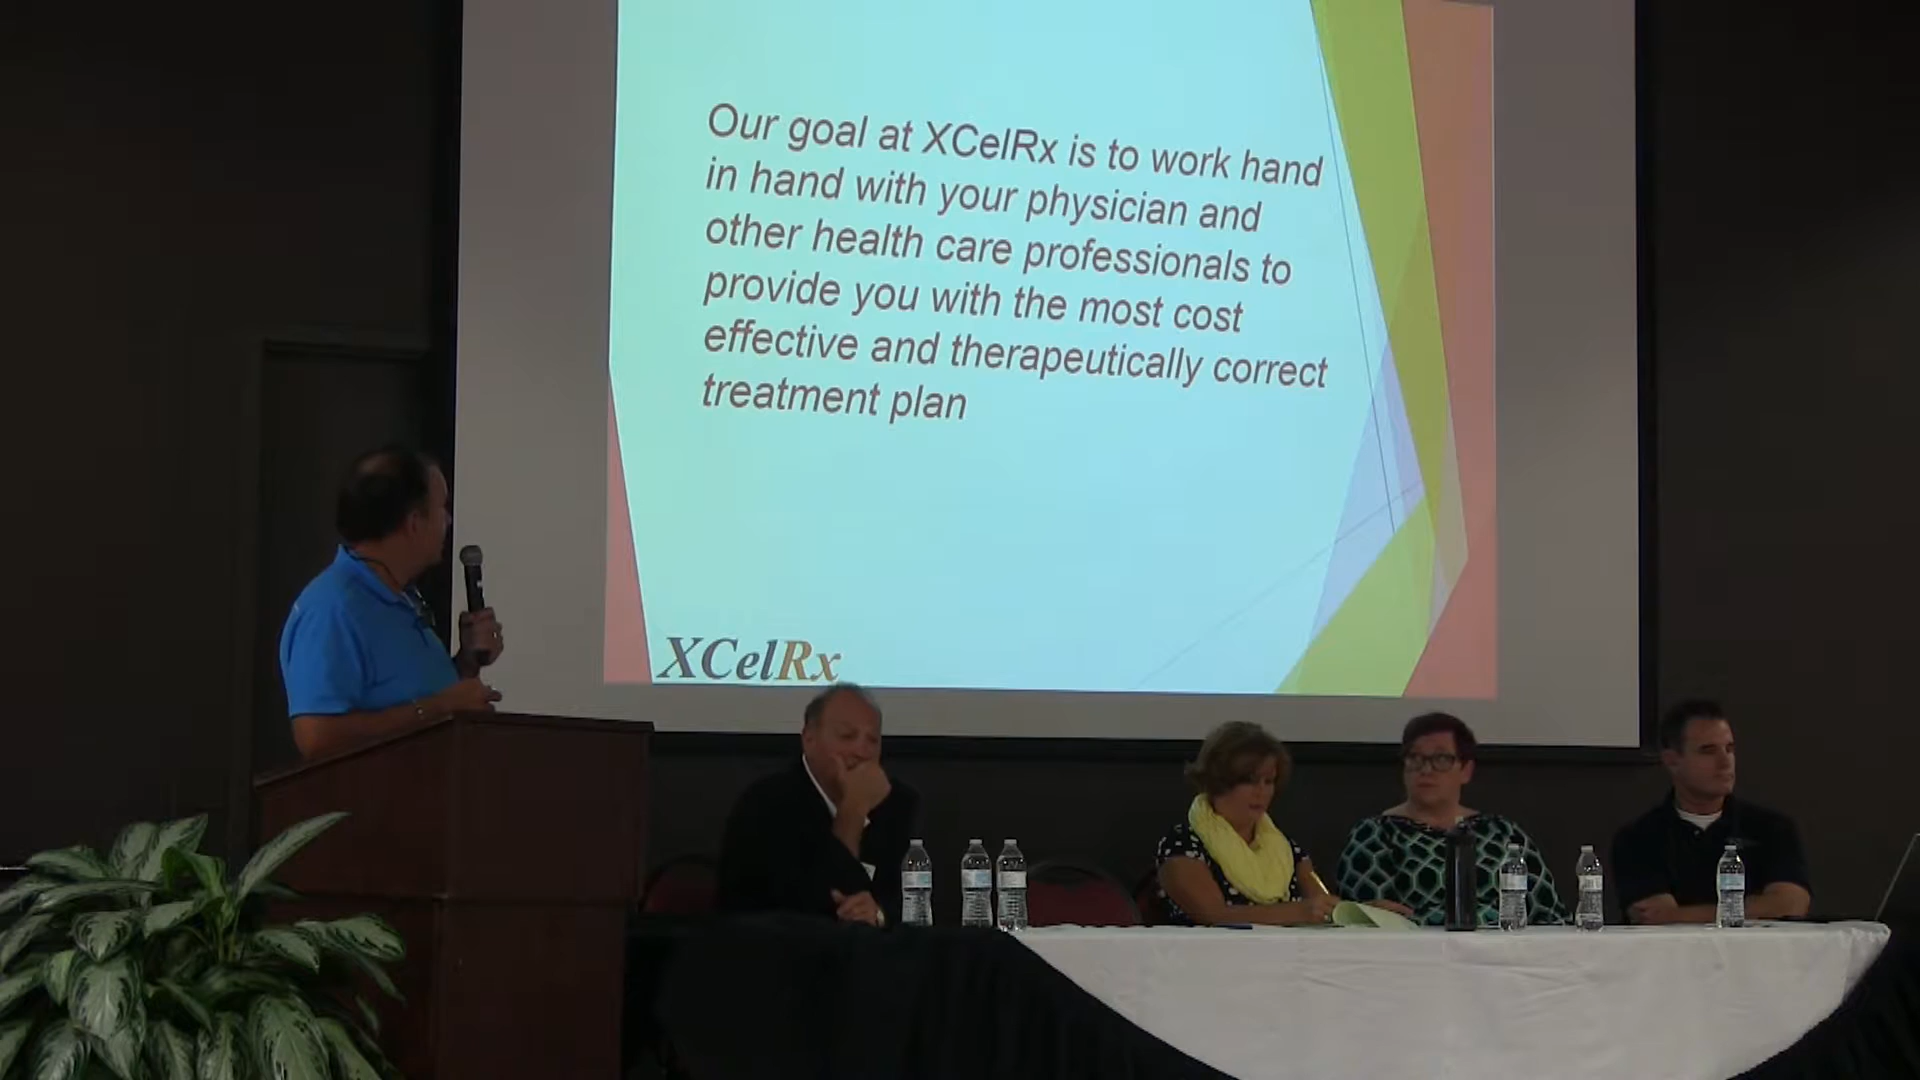 Our goal at XCelRx is to work hand
in hand with your physician and
other health care professionals to
provide you with the most cost
effective and therapeutically correct
treatment plan
XCelRx